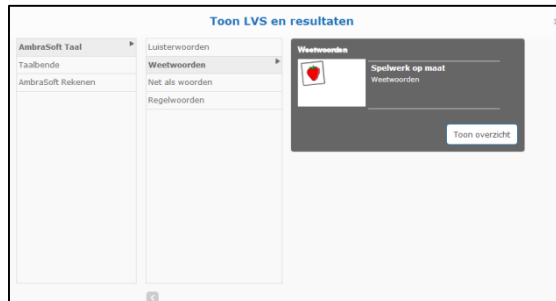 Toon LVS en resultaten
AmbraSoft Taal
Taalbende
AmbraSoft Rekenen
Luisterwoorden
Weetwoorden
Net als woorden
Regelwoorden
Weetwoorden
Spelwerk op maat
Weetwoorden
Toon overzicht